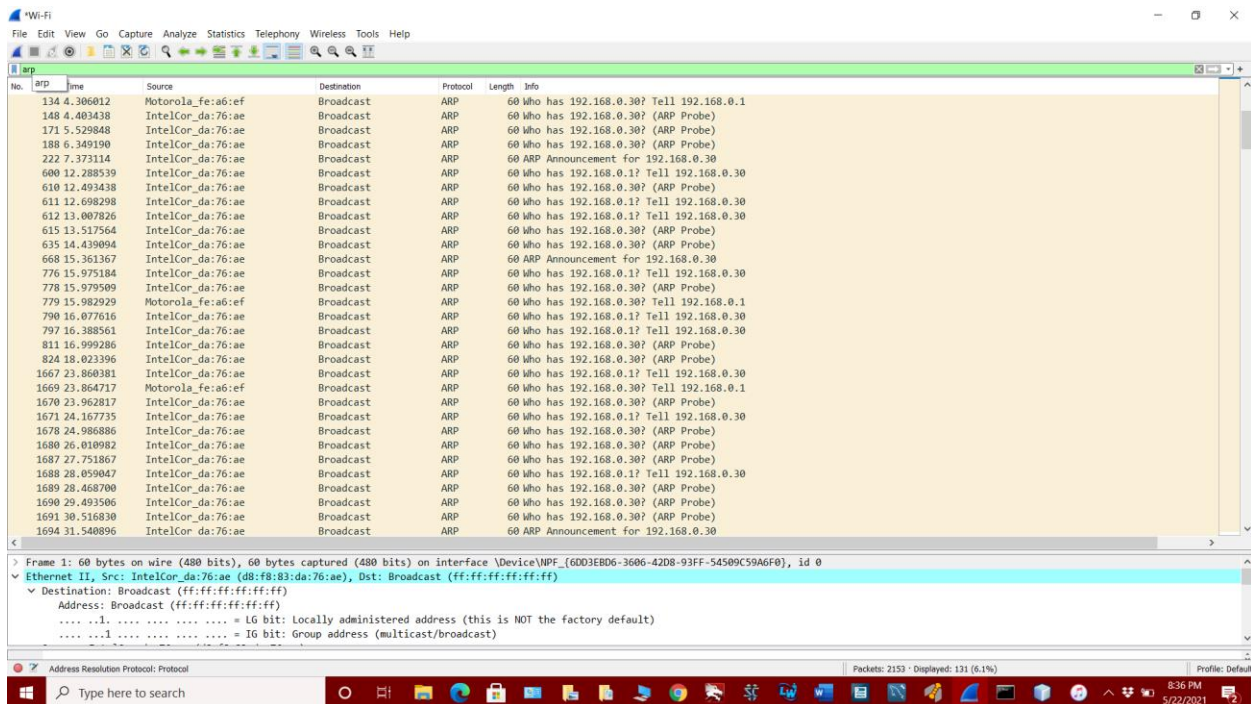 *Wi-Fi
File Edit View Go Capture Analyze Statistics Telephony Wireless Tools Help
arp
arp
No. Time Source Destination Protocol Length Info
134 4.306012 Motorola_fe:a6:ef Broadcast ARP 60 Who has 192.168.0.30? Tell 192.168.0.1
148 4.403438 IntelCor_da:76:ae Broadcast ARP 60 Who has 192.168.0.30? (ARP Probe)
171 5.529848 IntelCor_da:76:ae Broadcast ARP 60 Who has 192.168.0.30? (ARP Probe)
188 6.349190 IntelCor_da:76:ae Broadcast ARP 60 Who has 192.168.0.30? (ARP Probe)
222 7.373114 IntelCor_da:76:ae Broadcast ARP 60 ARP Announcement for 192.168.0.30
600 12.288539 IntelCor_da:76:ae Broadcast ARP 60 Who has 192.168.0.1? Tell 192.168.0.30
610 12.493438 IntelCor_da:76:ae Broadcast ARP 60 Who has 192.168.0.30? (ARP Probe)
611 12.698298 IntelCor_da:76:ae Broadcast ARP 60 Who has 192.168.0.1? Tell 192.168.0.30
612 13.007826 IntelCor_da:76:ae Broadcast ARP 60 Who has 192.168.0.1? Tell 192.168.0.30
615 13.517564 IntelCor_da:76:ae Broadcast ARP 60 Who has 192.168.0.30? (ARP Probe)
635 14.439094 IntelCor_da:76:ae Broadcast ARP 60 Who has 192.168.0.30? (ARP Probe)
668 15.361367 IntelCor_da:76:ae Broadcast ARP 60 ARP Announcement for 192.168.0.30
776 15.975184 IntelCor_da:76:ae Broadcast ARP 60 Who has 192.168.0.1? Tell 192.168.0.30
778 15.979509 IntelCor_da:76:ae Broadcast ARP 60 Who has 192.168.0.30? (ARP Probe)
779 15.982929 Motorola_fe:a6:ef Broadcast ARP 60 Who has 192.168.0.30? Tell 192.168.0.1
790 16.077616 IntelCor_da:76:ae Broadcast ARP 60 Who has 192.168.0.1? Tell 192.168.0.30
797 16.388561 IntelCor_da:76:ae Broadcast ARP 60 Who has 192.168.0.1? Tell 192.168.0.30
811 16.999286 IntelCor_da:76:ae Broadcast ARP 60 Who has 192.168.0.30? (ARP Probe)
824 18.023396 IntelCor_da:76:ae Broadcast ARP 60 Who has 192.168.0.30? (ARP Probe)
1667 23.860381 IntelCor_da:76:ae Broadcast ARP 60 Who has 192.168.0.1? Tell 192.168.0.30
1669 23.864717 Motorola_fe:a6:ef Broadcast ARP 60 Who has 192.168.0.30? Tell 192.168.0.1
1670 23.962817 IntelCor_da:76:ae Broadcast ARP 60 Who has 192.168.0.30? (ARP Probe)
1671 24.167735 IntelCor_da:76:ae Broadcast ARP 60 Who has 192.168.0.1? Tell 192.168.0.30
1678 24.986886 IntelCor_da:76:ae Broadcast ARP 60 Who has 192.168.0.30? (ARP Probe)
1680 26.010982 IntelCor_da:76:ae Broadcast ARP 60 Who has 192.168.0.30? (ARP Probe)
1687 27.751867 IntelCor_da:76:ae Broadcast ARP 60 Who has 192.168.0.30? (ARP Probe)
1688 28.059047 IntelCor_da:76:ae Broadcast ARP 60 Who has 192.168.0.1? Tell 192.168.0.30
1689 28.468700 IntelCor_da:76:ae Broadcast ARP 60 Who has 192.168.0.30? (ARP Probe)
1690 29.493506 IntelCor_da:76:ae Broadcast ARP 60 Who has 192.168.0.30? (ARP Probe)
1691 30.516830 IntelCor_da:76:ae Broadcast ARP 60 Who has 192.168.0.30? (ARP Probe)
1694 31.540896 IntelCor_da:76:ae Broadcast ARP 60 ARP Announcement for 192.168.0.30
Frame 1: 60 bytes on wire (480 bits), 60 bytes captured (480 bits) on interface \Device\NPF_{6DD3EBD6-3606-42D8-93FF-54509C59A6F0}, id 0
Ethernet II, Src: IntelCor_da:76:ae (d8:f8:83:da:76:ae), Dst: Broadcast (ff:ff:ff:ff:ff:ff)
Destination: Broadcast (ff:ff:ff:ff:ff:ff)
Address: Broadcast (ff:ff:ff:ff:ff:ff)
.... ..1. .... .... .... .... = LG bit: Locally administered address (this is NOT the factory default)
.... ...1 .... .... .... .... = IG bit: Group address (multicast/broadcast)
Address Resolution Protocol: Protocol Packets: 2153 · Displayed: 131 (6.1%) Profile: Default
Type here to search
8:36 PM
5/22/2021